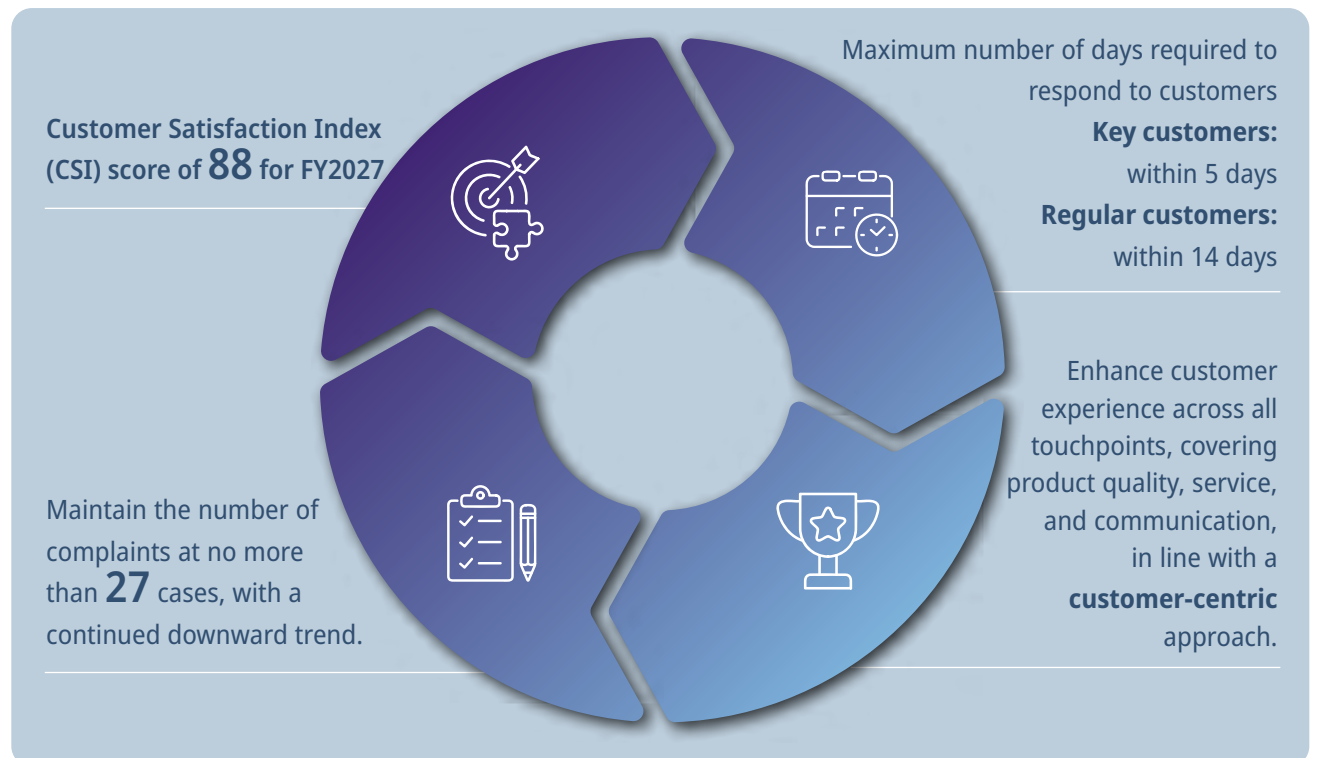 Customer Satisfaction Index
(CSI) score of 88 for FY2027
Maximum number of days required to
respond to customers
Key customers:
within 5 days
Regular customers:
within 14 days
Maintain the number of
complaints at no more
than 27 cases, with a
continued downward trend.
Enhance customer
experience across all
touchpoints, covering
product quality, service,
and communication,
in line with a
customer-centric
approach.